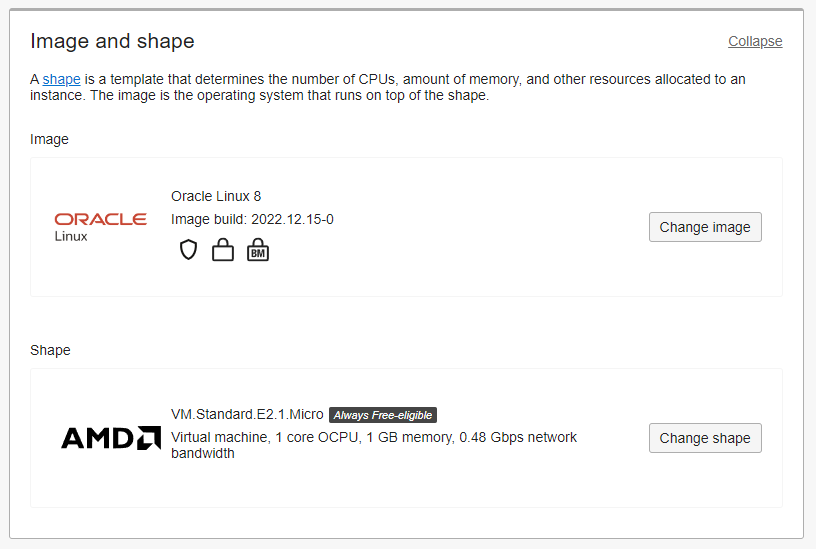 Image and shape
Collapse
A shape is a template that determines the number of CPUs, amount of memory, and other resources allocated to an
instance. The image is the operating system that runs on top of the shape.
Image
ORACLE
Linux
Oracle Linux 8
Image build: 2022.12.15-0
BM
Change image
Shape
AMD
VM.Standard.E2.1.Micro Always Free-eligible
Virtual machine, 1 core OCPU, 1 GB memory, 0.48 Gbps network
bandwidth
Change shape